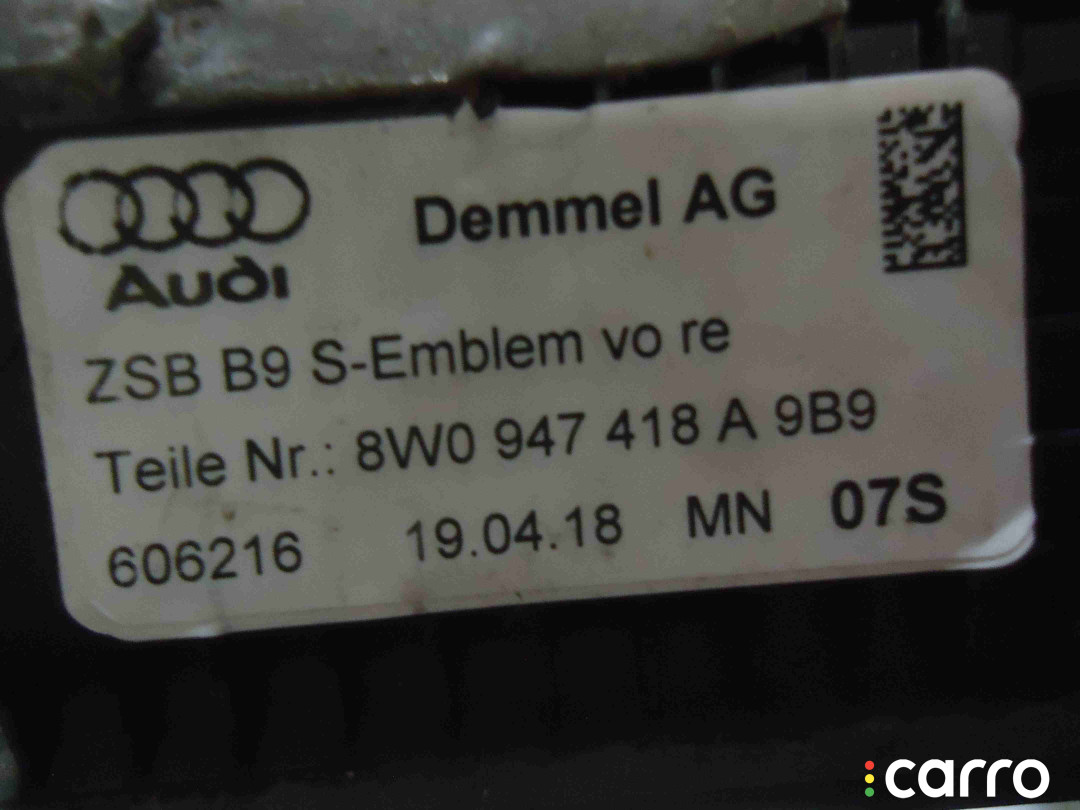 Demmel AG
Audi
ZSB B9 S-Emblem vo re
Teile Nr.: 8W0 947 418 A 9B9
606216 19.04.18 MN 07S
carro